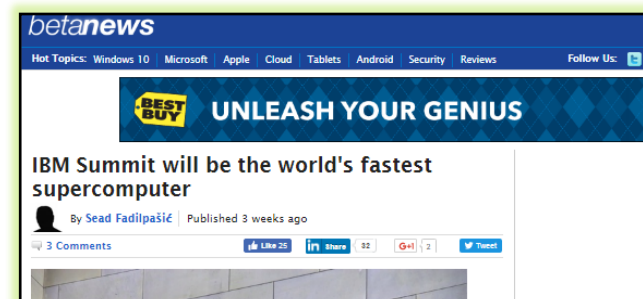 betanews
Hot Topics: Windows 10 Microsoft Apple Cloud Tablets Android Security Reviews Follow Us:
BEST BUY UNLEASH YOUR GENIUS
IBM Summit will be the world's fastest
supercomputer
By Sead Fadilpašić Published 3 weeks ago
3 Comments Like 25 in Share 32 G+1 2 Tweet